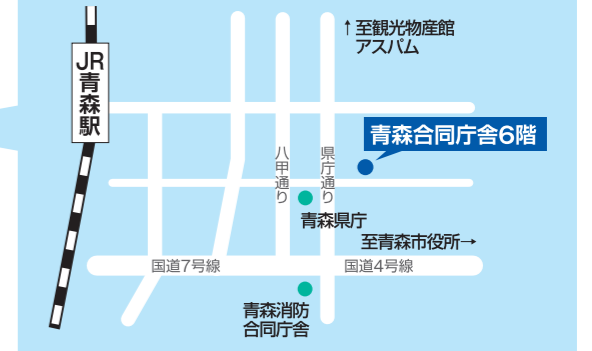 ↑至観光物産館
アスパム
JR青森駅
青森合同庁舎6階
八甲通り
県庁通り
青森県庁
至青森市役所→
国道7号線
国道4号線
青森消防
合同庁舎